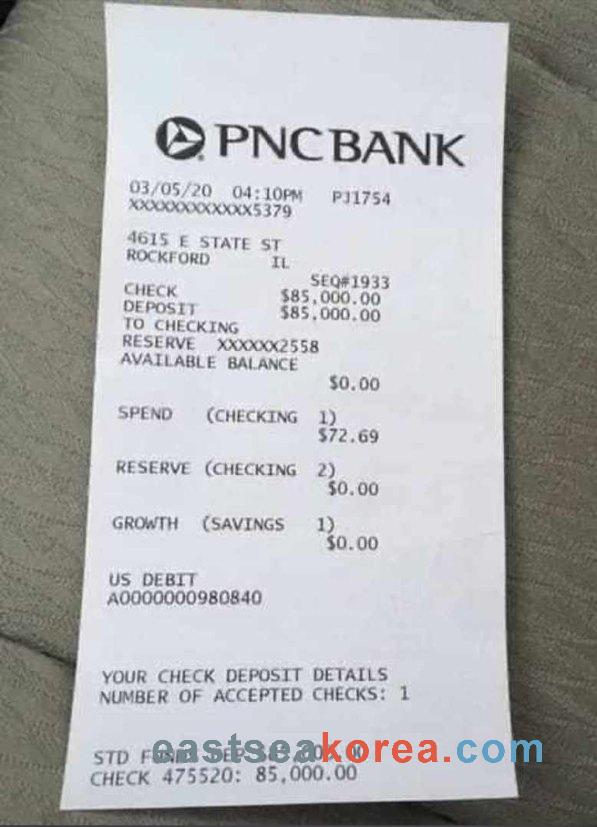 PNC BANK
03/05/20 04:10PM PJ1754
XXXXXXXXXXXX5379
4615 E STATE ST
ROCKFORD IL
SEQ#1933
CHECK $85,000.00
DEPOSIT $85,000.00
TO CHECKING
RESERVE XXXXXX2558
AVAILABLE BALANCE
$0.00
SPEND (CHECKING 1)
$72.69
RESERVE (CHECKING 2)
$0.00
GROWTH (SAVINGS 1)
$0.00
US DEBIT
A0000000980840
YOUR CHECK DEPOSIT DETAILS
NUMBER OF ACCEPTED CHECKS: 1
STD
eastseakorea.com
CHECK 475520: 85,000.00